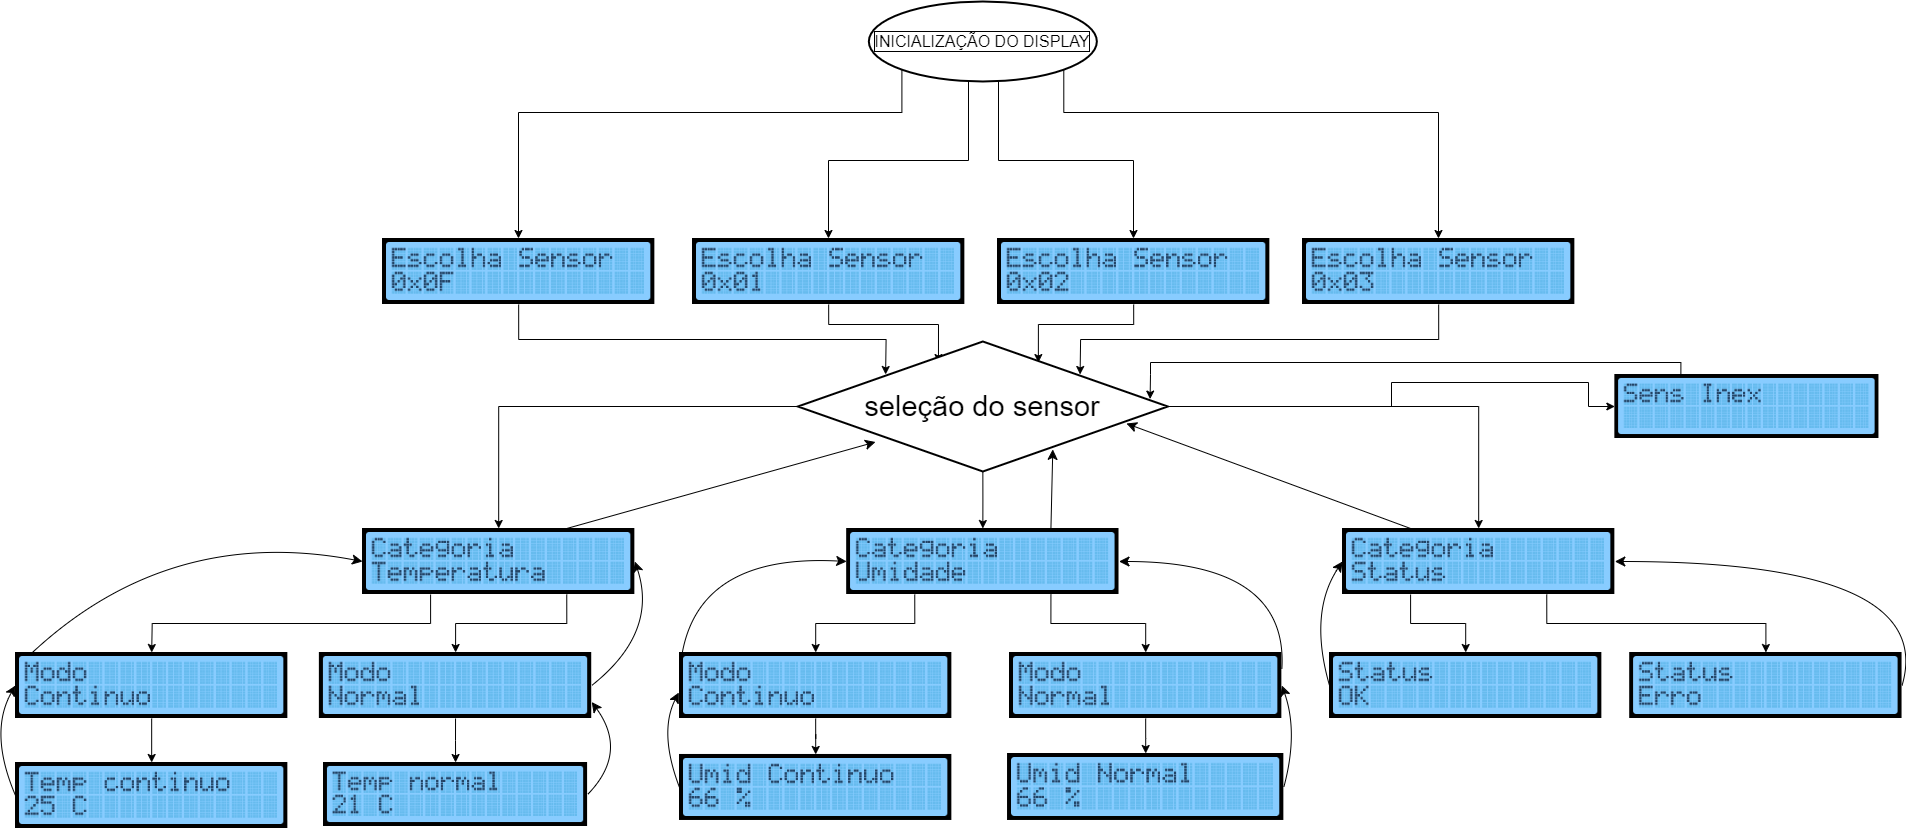 INICIALIZAÇÃO DO DISPLAY
Escolha Sensor
0x0F
Escolha Sensor
0x01
Escolha Sensor
0x02
Escolha Sensor
0x03
seleção do sensor
Sens Inex
Categoria
Temperatura
Categoria
Umidade
Categoria
Status
Modo
Continuo
Modo
Normal
Modo
Continuo
Modo
Normal
Status
OK
Status
Erro
Temp continuo
25 C
Temp normal
21 C
Umid Continuo
66 %
Umid Normal
66 %